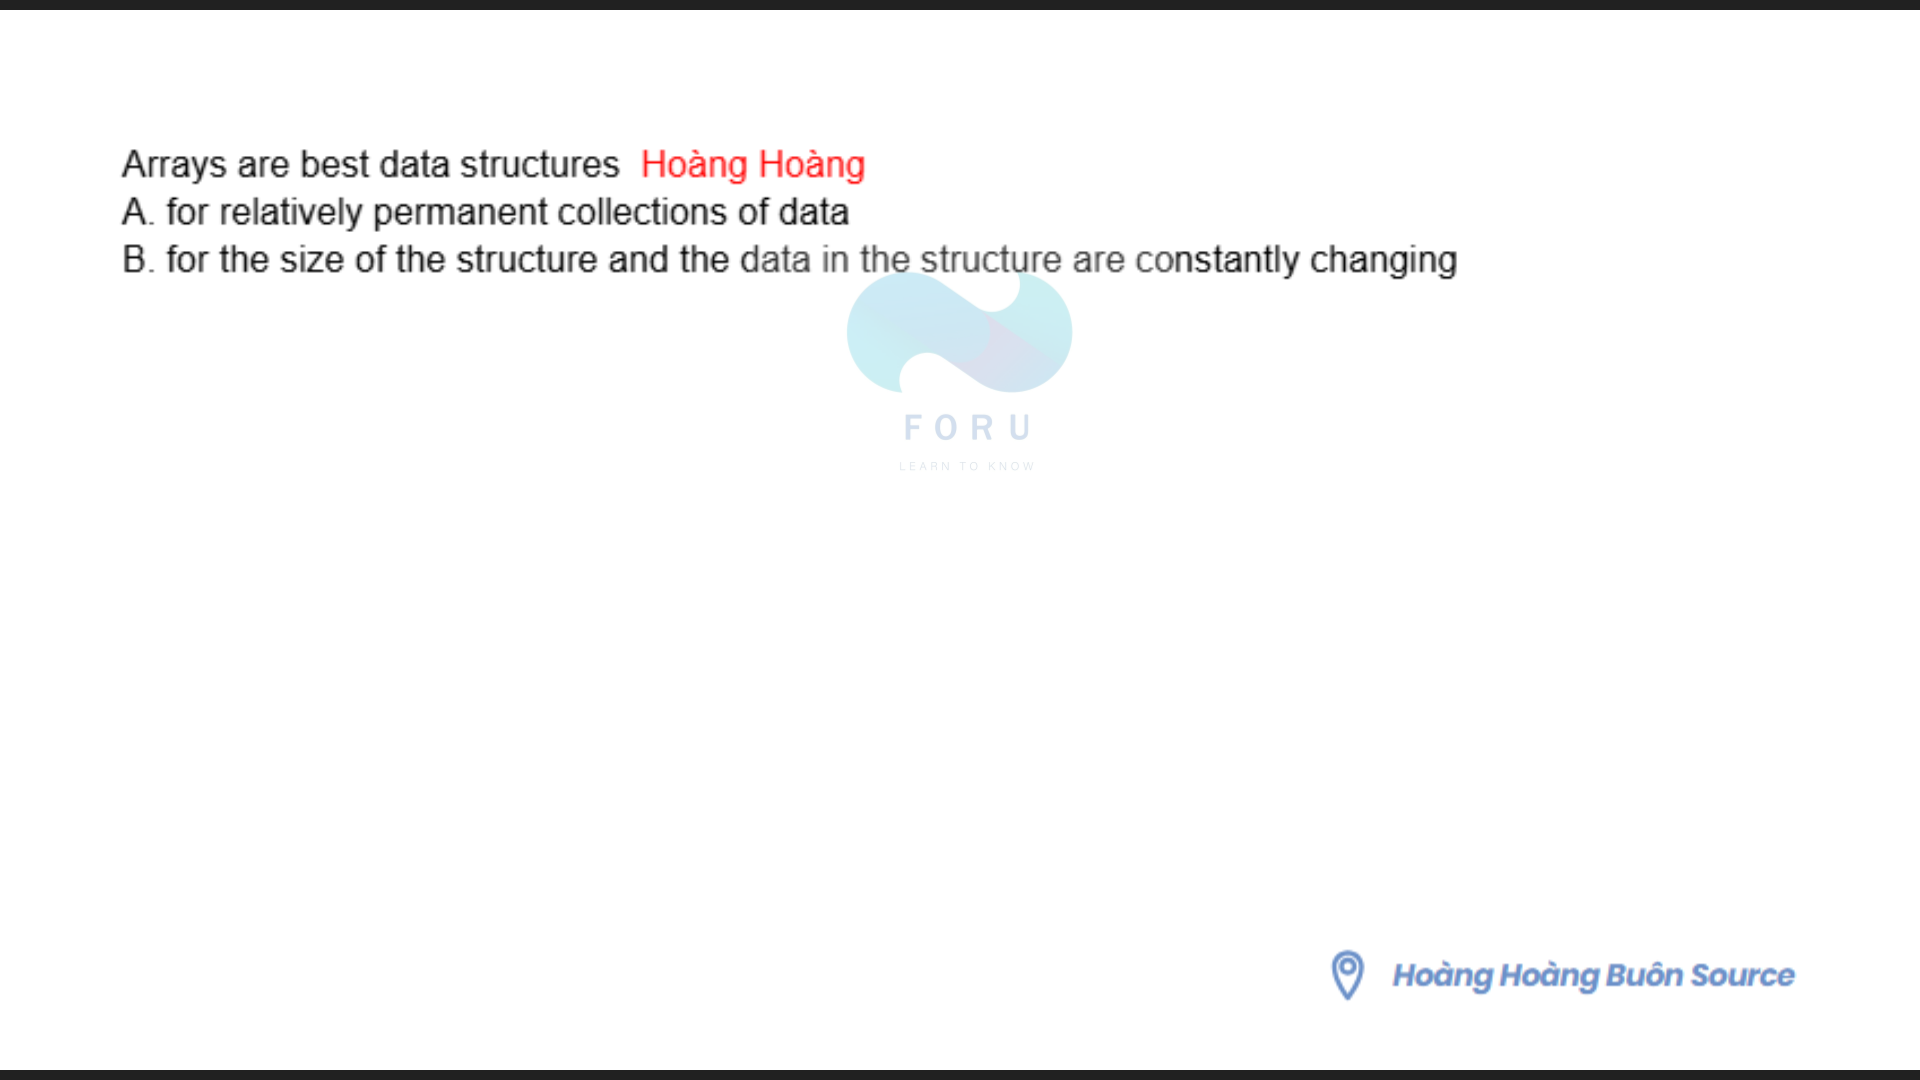 Arrays are best data structures Hoàng Hoàng
A. for relatively permanent collections of data
B. for the size of the structure and the data in the structure are constantly changing
FORU
LEARN TO KNOW
Hoàng Hoàng Buôn Source